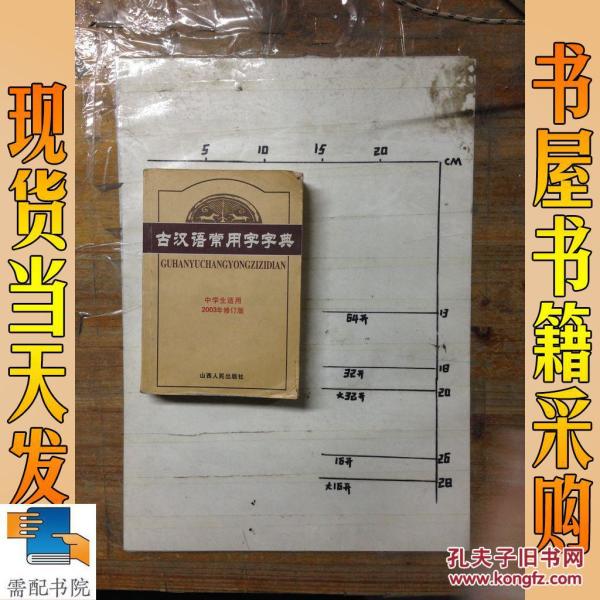 现货当天发
书屋书籍采购
5 10 15 20 CM
古汉语常用字字典
GUHANYUCHANGYONGZIZIDIAN
中学生适用
2003年修订版
山西人民出版社
64开 13
32开 18
大32开 20
16开 26
大16开 28
需配书院
孔夫子旧书网
www.kongfz.com